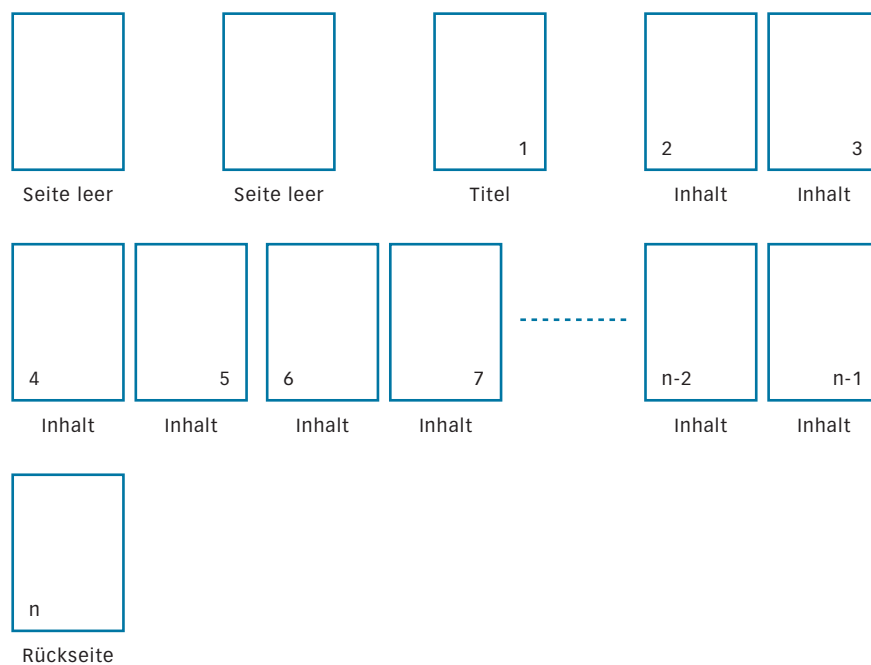 1 2 3
Seite leer Seite leer Titel Inhalt Inhalt
4 5 6 7 n-2 n-1
Inhalt Inhalt Inhalt Inhalt Inhalt Inhalt
n
Rückseite